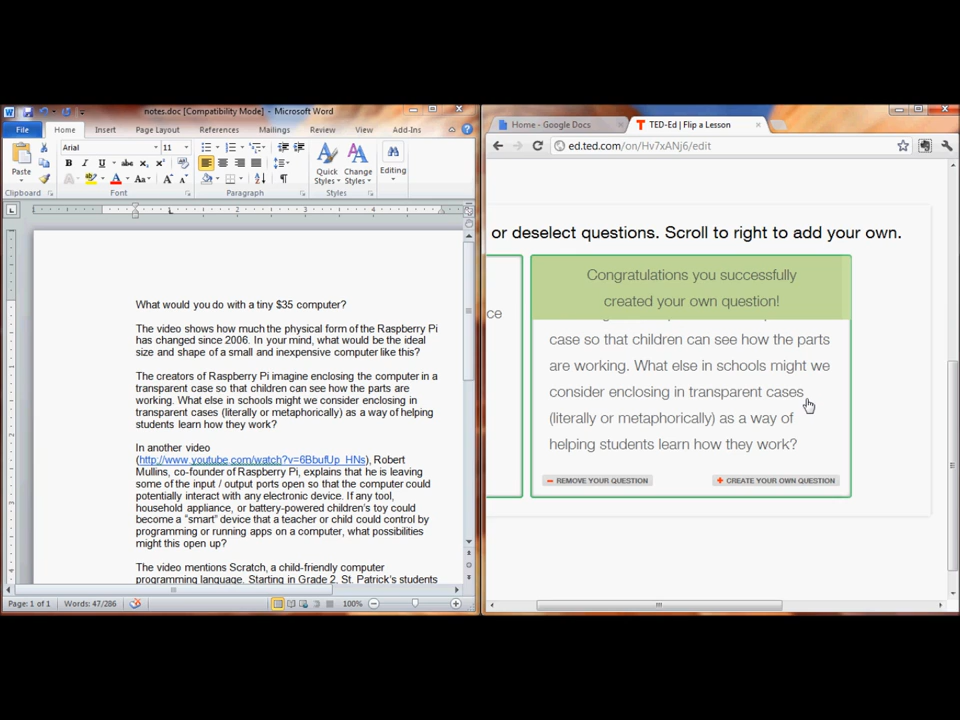 notes.doc [Compatibility Mode] - Microsoft Word
File Home Insert Page Layout References Mailings Review View Add-Ins
Arial 11
Paste
B I U abc x₂ x²
A Aa A A
Quick Styles
Change Styles
Editing
Clipboard Font Paragraph Styles
What would you do with a tiny $35 computer?
The video shows how much the physical form of the Raspberry Pi
has changed since 2006. In your mind, what would be the ideal
size and shape of a small and inexpensive computer like this?
The creators of Raspberry Pi imagine enclosing the computer in a
transparent case so that children can see how the parts are
working. What else in schools might we consider enclosing in
transparent cases (literally or metaphorically) as a way of helping
students learn how they work?
In another video
(http://www.youtube.com/watch?v=6BbufUp_HNs), Robert
Mullins, co-founder of Raspberry Pi, explains that he is leaving
some of the input / output ports open so that the computer could
potentially interact with any electronic device. If any tool,
household appliance, or battery-powered children's toy could
become a "smart" device that a teacher or child could control by
programming or running apps on a computer, what possibilities
might this open up?
The video mentions Scratch, a child-friendly computer
programming language. Starting in Grade 2, St. Patrick's students
Page: 1 of 1 Words: 47/286 100%
Home - Google Docs
TED-Ed | Flip a Lesson
ed.ted.com/on/Hv7xANj6/edit
or deselect questions. Scroll to right to add your own.
ce
Congratulations you successfully
created your own question!
case so that children can see how the parts
are working. What else in schools might we
consider enclosing in transparent cases
(literally or metaphorically) as a way of
helping students learn how they work?
REMOVE YOUR QUESTION
CREATE YOUR OWN QUESTION